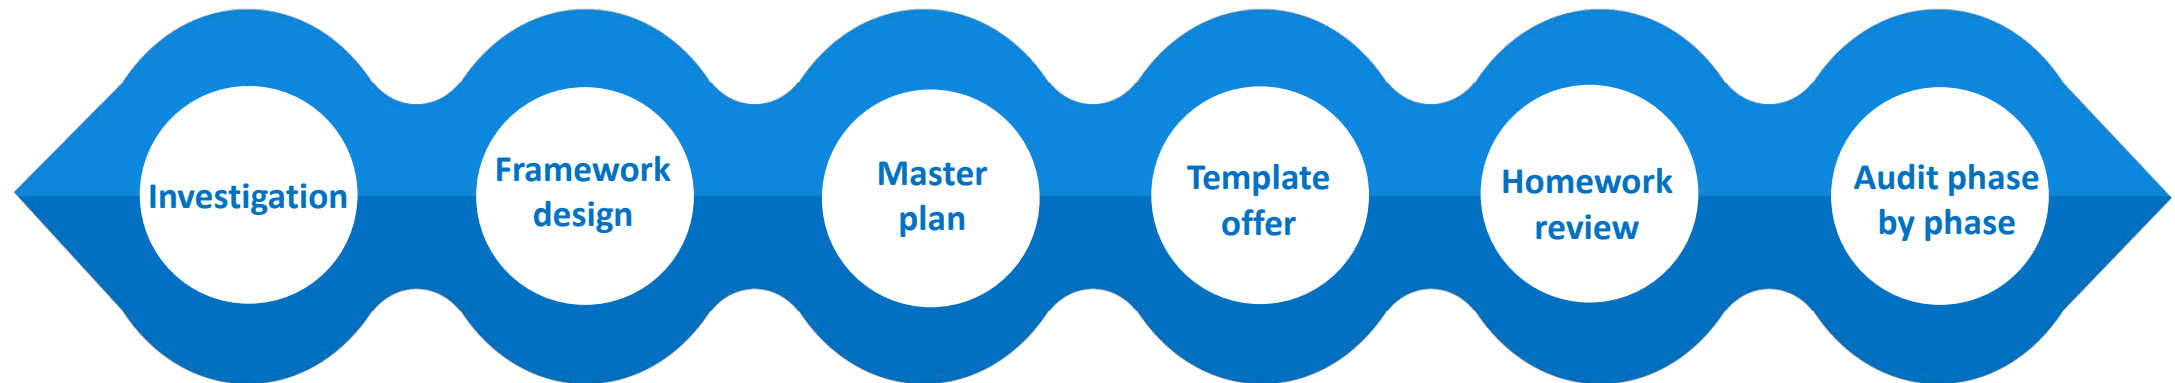 Investigation
Framework
design
Master
plan
Template
offer
Homework
review
Audit phase
by phase